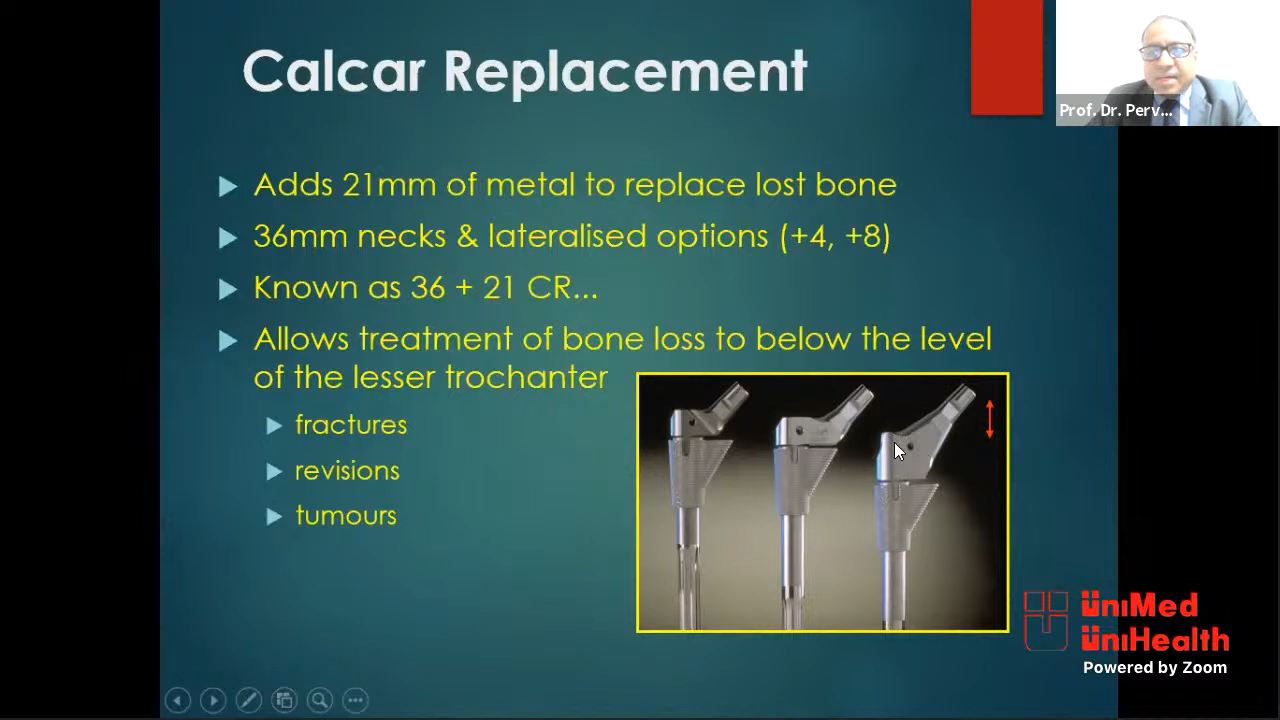 Calcar Replacement
Prof. Dr. Perv...
Adds 21mm of metal to replace lost bone
36mm necks & lateralised options (+4, +8)
Known as 36 + 21 CR...
Allows treatment of bone loss to below the level
of the lesser trochanter
fractures
revisions
tumours
ÜniMed
ÜniHealth
Powered by Zoom